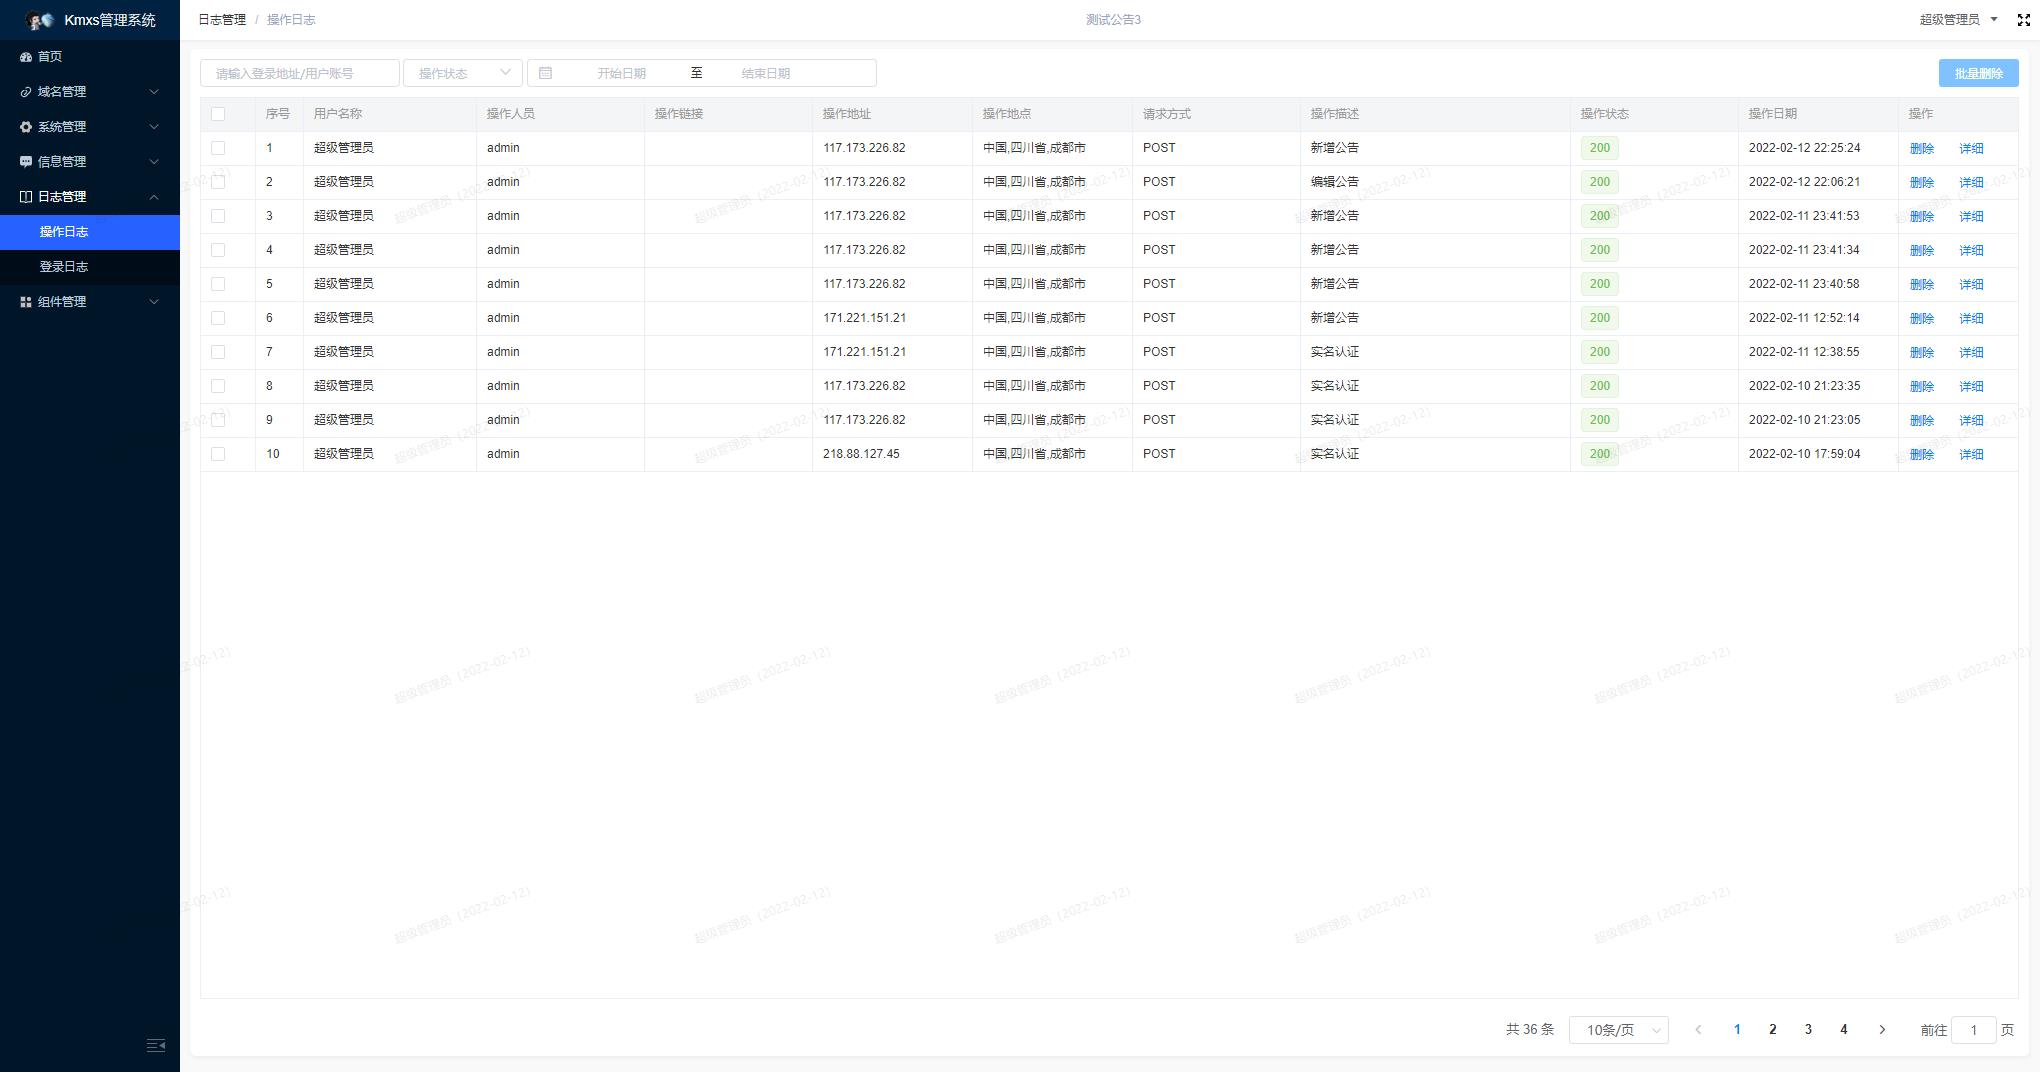 Kmxs管理系统
首页
域名管理
系统管理
信息管理
日志管理
操作日志
登录日志
组件管理
日志管理 / 操作日志
测试公告3
超级管理员
请输入登录地址/用户账号 操作状态 开始日期 至 结束日期 批量删除
序号 用户名称 操作人员 操作链接 操作地址 操作地点 请求方式 操作描述 操作状态 操作日期 操作
1 超级管理员 admin 117.173.226.82 中国,四川省,成都市 POST 新增公告 200 2022-02-12 22:25:24 删除 详细
2 超级管理员 admin 117.173.226.82 中国,四川省,成都市 POST 编辑公告 200 2022-02-12 22:06:21 删除 详细
3 超级管理员 admin 117.173.226.82 中国,四川省,成都市 POST 新增公告 200 2022-02-11 23:41:53 删除 详细
4 超级管理员 admin 117.173.226.82 中国,四川省,成都市 POST 新增公告 200 2022-02-11 23:41:34 删除 详细
5 超级管理员 admin 117.173.226.82 中国,四川省,成都市 POST 新增公告 200 2022-02-11 23:40:58 删除 详细
6 超级管理员 admin 171.221.151.21 中国,四川省,成都市 POST 新增公告 200 2022-02-11 12:52:14 删除 详细
7 超级管理员 admin 171.221.151.21 中国,四川省,成都市 POST 实名认证 200 2022-02-11 12:38:55 删除 详细
8 超级管理员 admin 117.173.226.82 中国,四川省,成都市 POST 实名认证 200 2022-02-10 21:23:35 删除 详细
9 超级管理员 admin 117.173.226.82 中国,四川省,成都市 POST 实名认证 200 2022-02-10 21:23:05 删除 详细
10 超级管理员 admin 218.88.127.45 中国,四川省,成都市 POST 实名认证 200 2022-02-10 17:59:04 删除 详细
超级管理员 (2022-02-12)
共 36 条 10条/页 1 2 3 4 前往 1 页